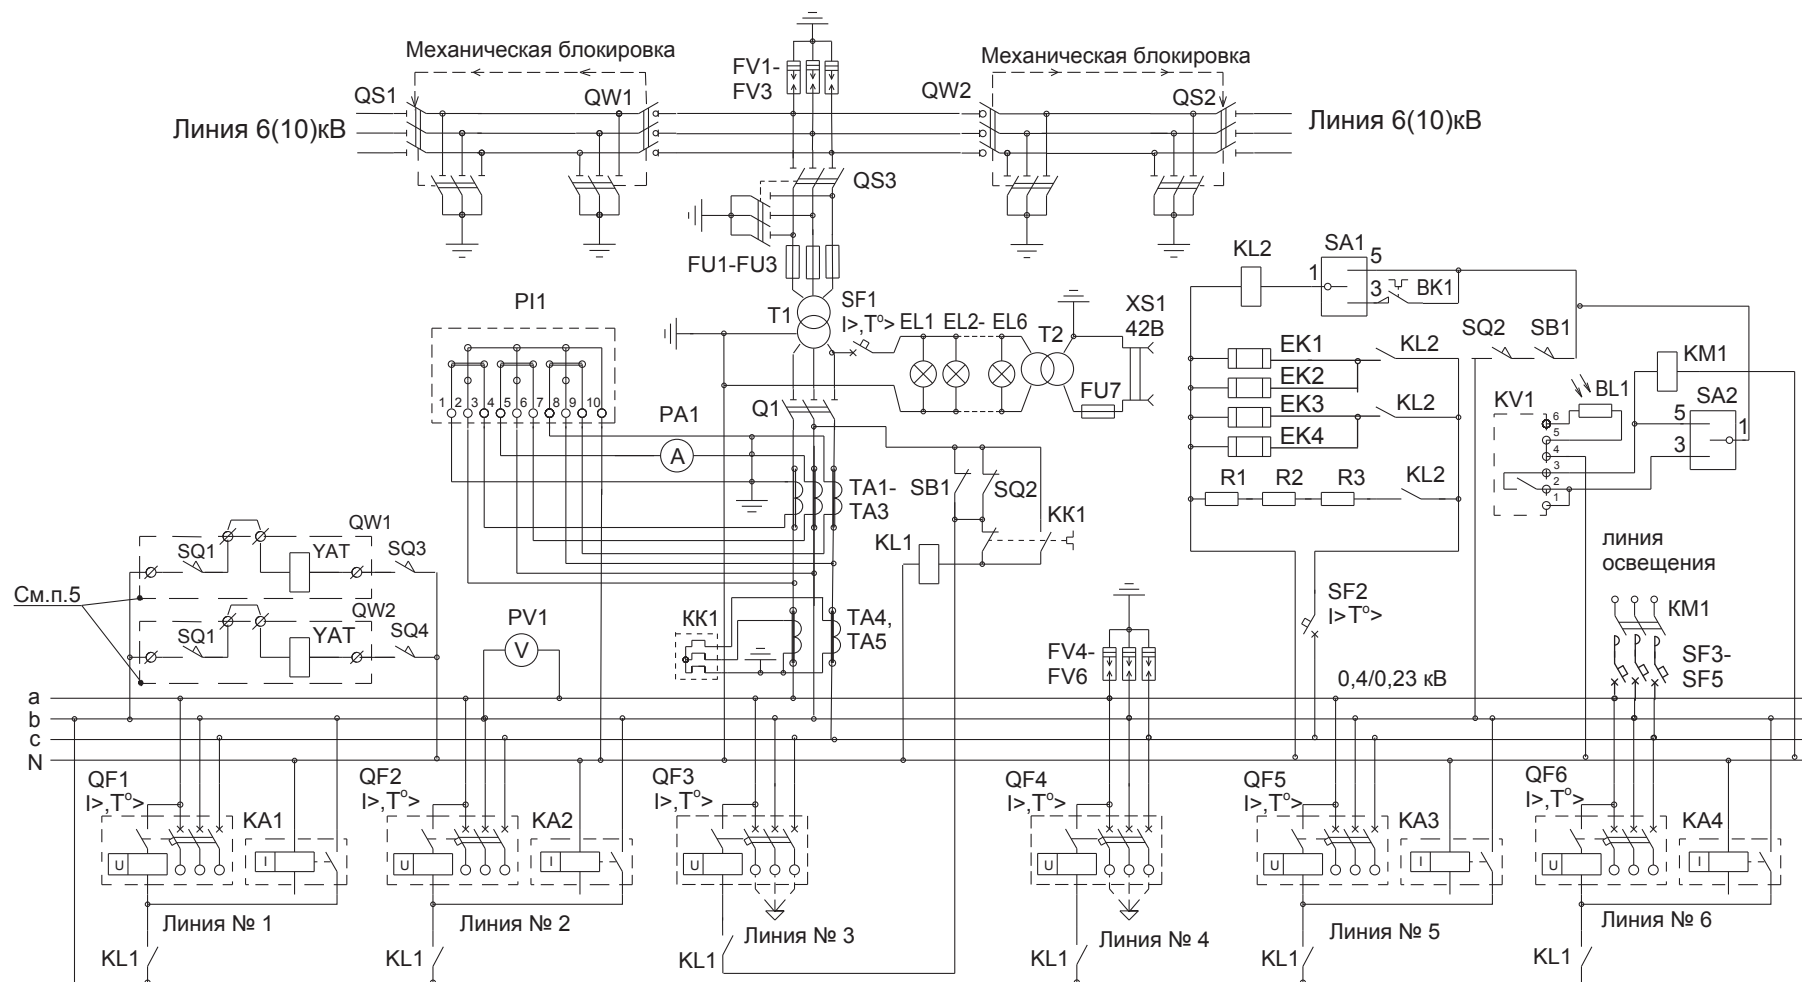 Механическая блокировка
Механическая блокировка
FV1-
FV3
QS1
QW1
QW2
QS2
Линия 6(10)кВ
Линия 6(10)кВ
QS3
FU1-FU3
KL2
SA1
5
1
3
BK1
PI1
T1
SF1
I>,T°>
EL1
EL2-
EL6
T2
XS1
42В
FU7
SQ2
SB1
EK1
KL2
EK2
EK3
KL2
EK4
KM1
BL1
SA2
KV1
5
1
3
6
5
4
3
2
1
1
2
3
4
5
6
7
8
9
10
PA1
A
Q1
R1
R2
R3
KL2
TA1-
TA3
SB1
SQ2
KK1
KL1
QW1
SQ1
YAT
SQ3
См.п.5
QW2
SQ1
YAT
SQ4
линия
освещения
PV1
V
KK1
TA4,
TA5
SF2
I>T°>
KM1
FV4-
FV6
SF3-
SF5
0,4/0,23 кВ
a
b
c
N
QF1
I>,T°>
KA1
U
I
QF2
I>,T°>
KA2
U
I
QF3
I>,T°>
U
QF4
I>,T°>
U
QF5
I>,T°>
KA3
U
I
QF6
I>,T°>
KA4
U
I
Линия № 1
Линия № 2
Линия № 3
Линия № 4
Линия № 5
Линия № 6
KL1
KL1
KL1
KL1
KL1
KL1